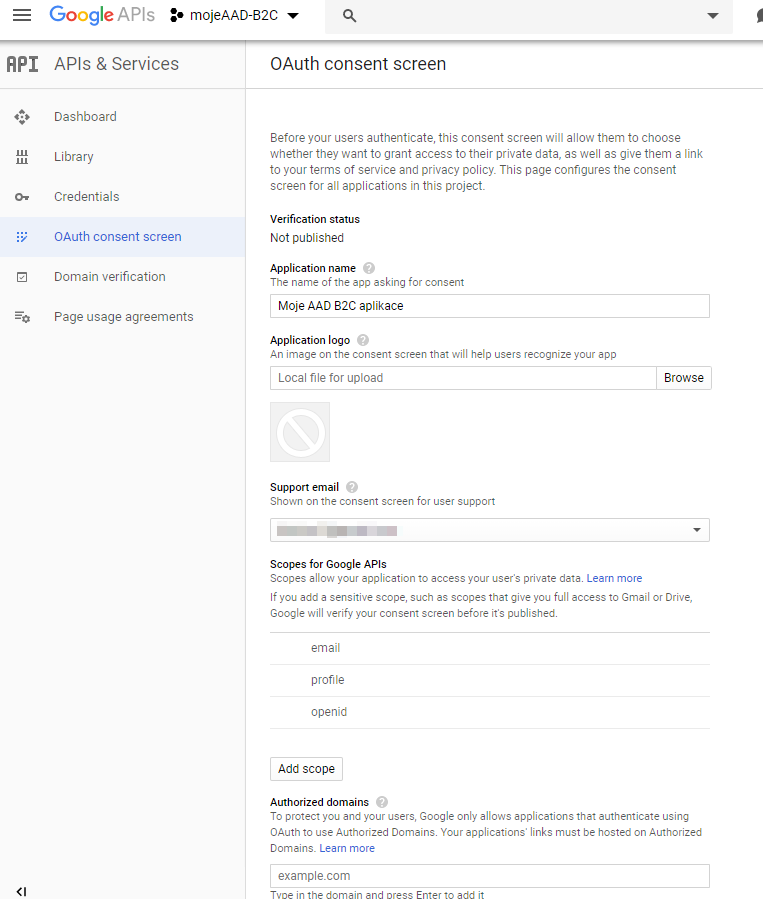 Google APIs mojeAAD-B2C
API APIs & Services
OAuth consent screen
Dashboard
Library
Credentials
OAuth consent screen
Domain verification
Page usage agreements
Before your users authenticate, this consent screen will allow them to choose
whether they want to grant access to their private data, as well as give them a link
to your terms of service and privacy policy. This page configures the consent
screen for all applications in this project.
Verification status
Not published
Application name
The name of the app asking for consent
Moje AAD B2C aplikace
Application logo
An image on the consent screen that will help users recognize your app
Local file for upload
Browse
Support email
Shown on the consent screen for user support
Scopes for Google APIs
Scopes allow your application to access your user's private data. Learn more
If you add a sensitive scope, such as scopes that give you full access to Gmail or Drive,
Google will verify your consent screen before it's published.
email
profile
openid
Add scope
Authorized domains
To protect you and your users, Google only allows applications that authenticate using
OAuth to use Authorized Domains. Your applications' links must be hosted on Authorized
Domains. Learn more
example.com
Type in the domain and press Enter to add it